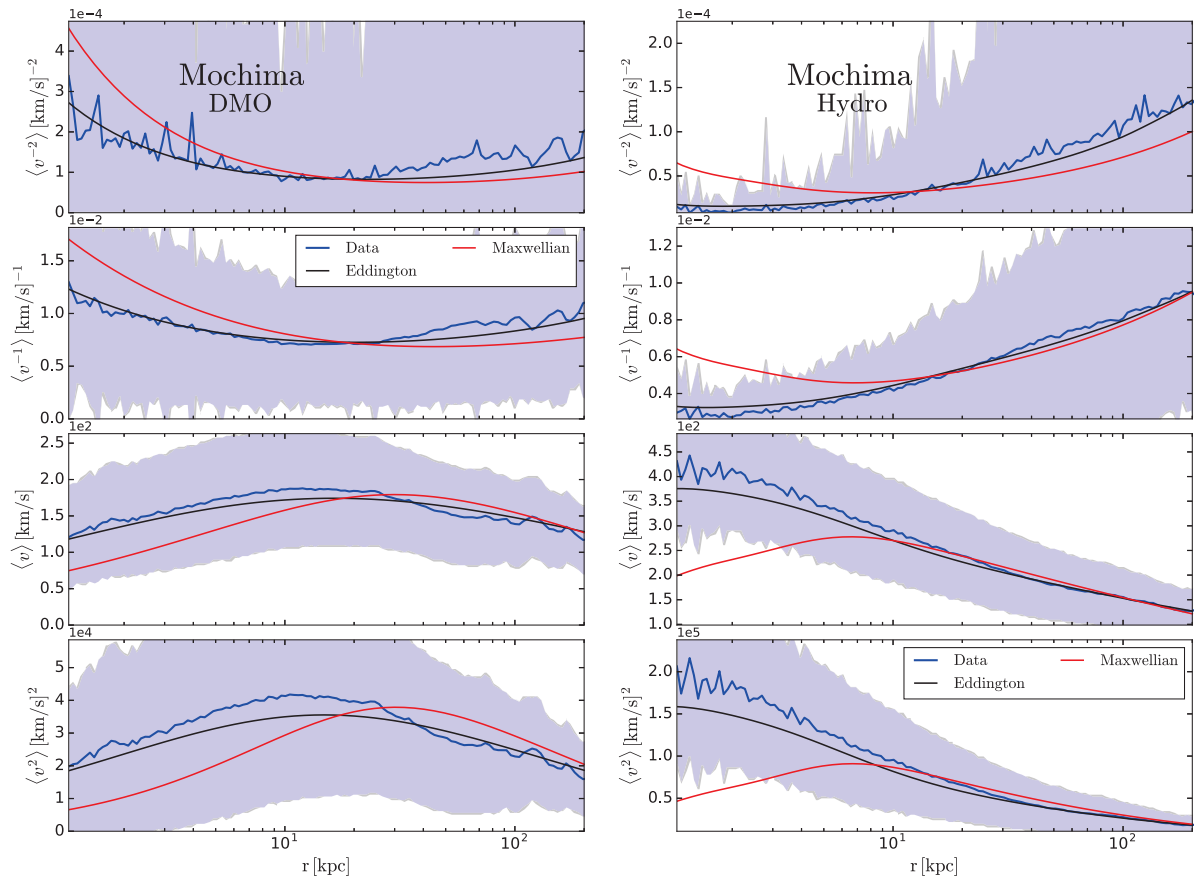 1e−4
Mochima
DMO
⟨v⁻²⟩ [km/s]⁻²
4
3
2
1
0
1e−2
Data
Maxwellian
Eddington
⟨v⁻¹⟩ [km/s]⁻¹
1.5
1.0
0.5
0.0
1e2
⟨v⟩ [km/s]
2.5
2.0
1.5
1.0
0.5
0.0
1e4
⟨v²⟩ [km/s]²
5
4
3
2
1
0
10¹
10²
r [kpc]
1e−4
Mochima
Hydro
⟨v⁻²⟩ [km/s]⁻²
2.0
1.5
1.0
0.5
1e−2
⟨v⁻¹⟩ [km/s]⁻¹
1.2
1.0
0.8
0.6
0.4
1e2
⟨v⟩ [km/s]
4.5
4.0
3.5
3.0
2.5
2.0
1.5
1.0
1e5
Data
Maxwellian
Eddington
⟨v²⟩ [km/s]²
2.0
1.5
1.0
0.5
10¹
10²
r [kpc]